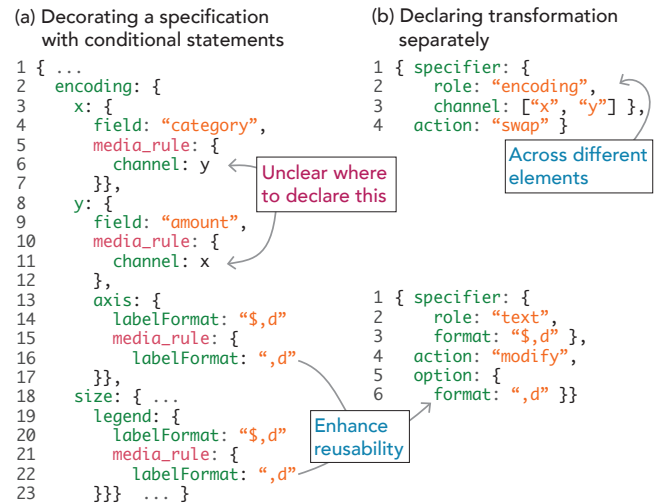 (a) Decorating a specification
with conditional statements
1 { ...
2 encoding: {
3 x: {
4 field: “category”,
5 media_rule: {
6 channel: y
7 }},
8 y: {
9 field: “amount”,
10 media_rule: {
11 channel: x
12 },
13 axis: {
14 labelFormat: “$,d”
15 media_rule: {
16 labelFormat: “,d”
17 }},
18 size: { ...
19 legend: {
20 labelFormat: “$,d”
21 media_rule: {
22 labelFormat: “,d”
23 }}} ... }
Unclear where
to declare this
Enhance
reusability
(b) Declaring transformation
separately
1 { specifier: {
2 role: “encoding”,
3 channel: [“x”, “y”] },
4 action: “swap” }
Across different
elements
1 { specifier: {
2 role: “text”,
3 format: “$,d” },
4 action: “modify”,
5 option: {
6 format: “,d” }}